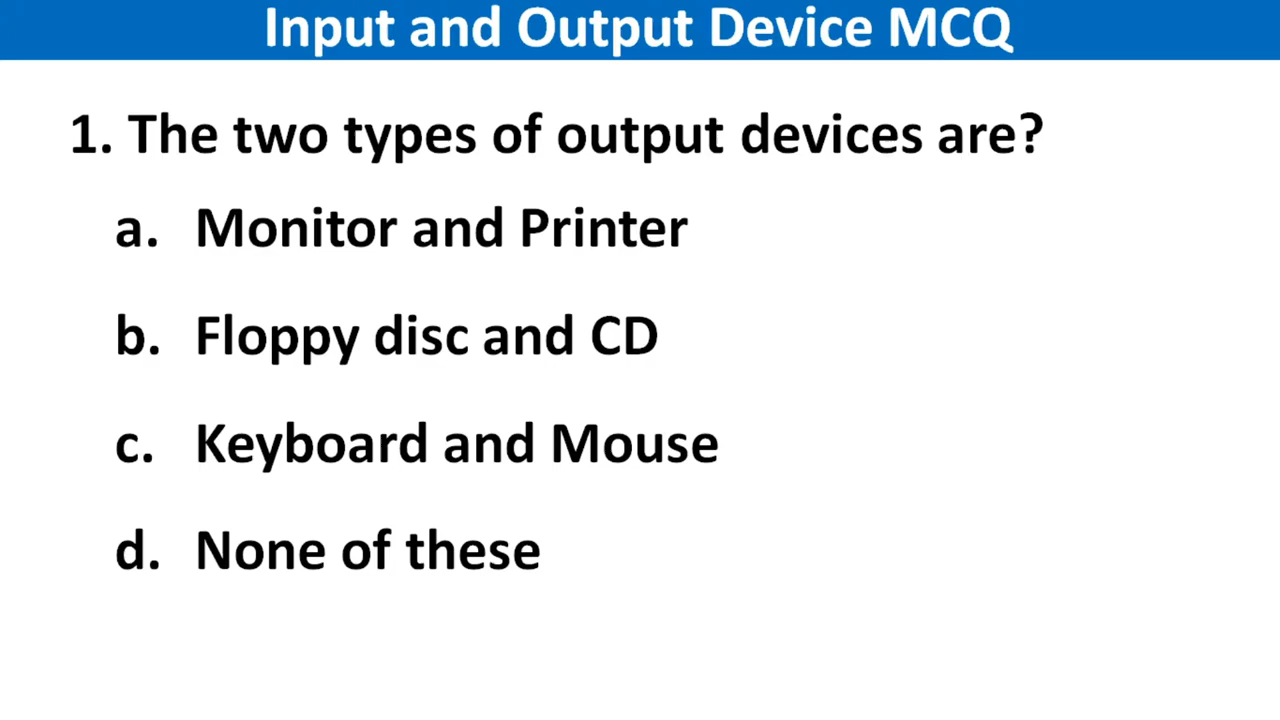 Input and Output Device MCQ
1. The two types of output devices are?
a. Monitor and Printer
b. Floppy disc and CD
c. Keyboard and Mouse
d. None of these